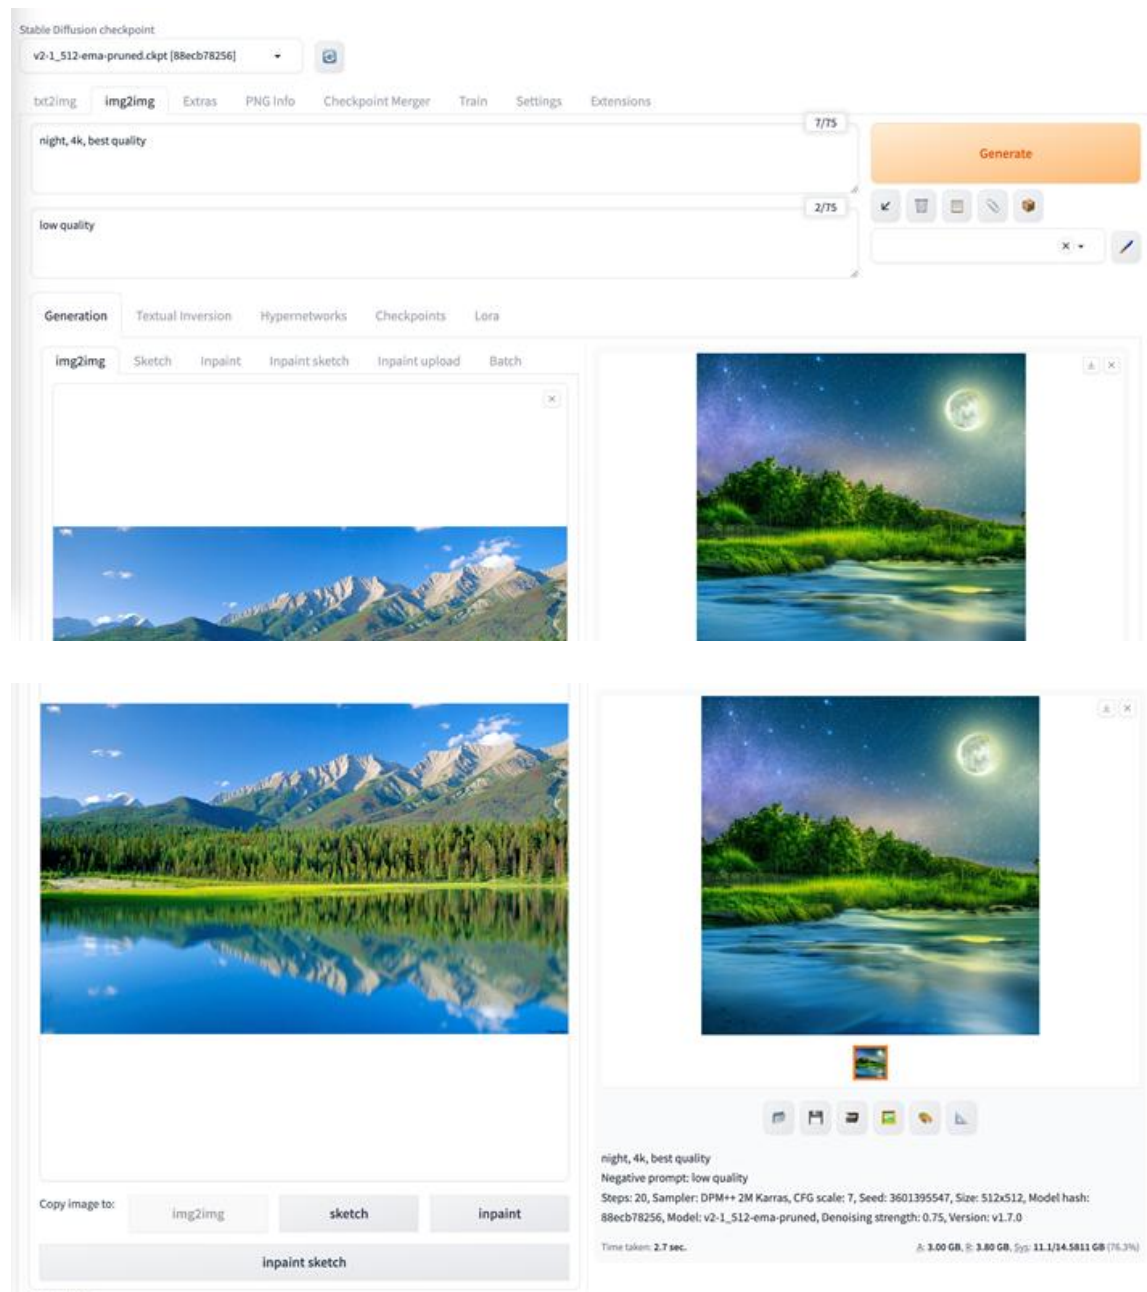 Stable Diffusion checkpoint
v2-1_512-ema-pruned.ckpt [88ecb78256]
txt2img img2img Extras PNG Info Checkpoint Merger Train Settings Extensions
7/75
night, 4k, best quality
Generate
2/75
low quality
Generation Textual Inversion Hypernetworks Checkpoints Lora
img2img Sketch Inpaint Inpaint sketch Inpaint upload Batch
night, 4k, best quality
Negative prompt: low quality
Steps: 20, Sampler: DPM++ 2M Karras, CFG scale: 7, Seed: 3601395547, Size: 512x512, Model hash:
88ecb78256, Model: v2-1_512-ema-pruned, Denoising strength: 0.75, Version: v1.7.0
Time taken: 2.7 sec.
A: 3.00 GB, R: 3.80 GB, Sys: 11.1/14.5811 GB (76.3%)
Copy image to: img2img sketch inpaint
inpaint sketch